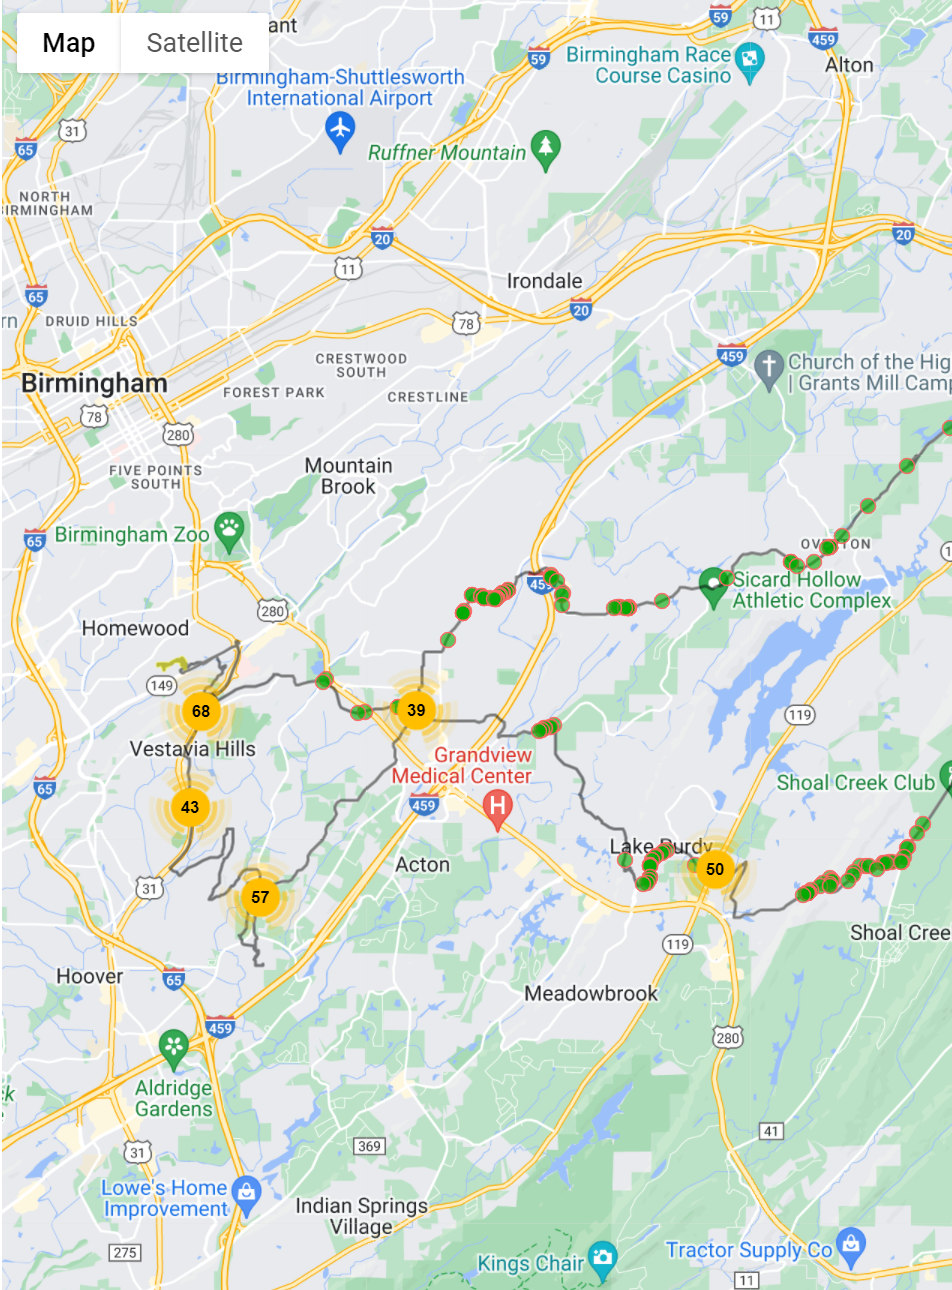 Map
Satellite
ant
59
11
459
Birmingham Race
Course Casino
Alton
59
Birmingham-Shuttlesworth
International Airport
31
65
Ruffner Mountain
NORTH
BIRMINGHAM
20
20
11
Irondale
65
20
rn
DRUID HILLS
78
CRESTWOOD
SOUTH
459
Church of the Hig
| Grants Mill Camp
Birmingham
FOREST PARK
CRESTLINE
78
280
FIVE POINTS
SOUTH
Mountain
Brook
Birmingham Zoo
65
OVERTON
1
459
Sicard Hollow
Athletic Complex
280
Homewood
149
68
39
119
Vestavia Hills
Grandview
Medical Center
Shoal Creek Club
65
43
459
Lake Purdy
Acton
50
31
57
Shoal Cree
119
Hoover
65
Meadowbrook
459
280
Aldridge
Gardens
ck
41
31
369
Lowe's Home
Improvement
Indian Springs
Village
275
Kings Chair
Tractor Supply Co
11